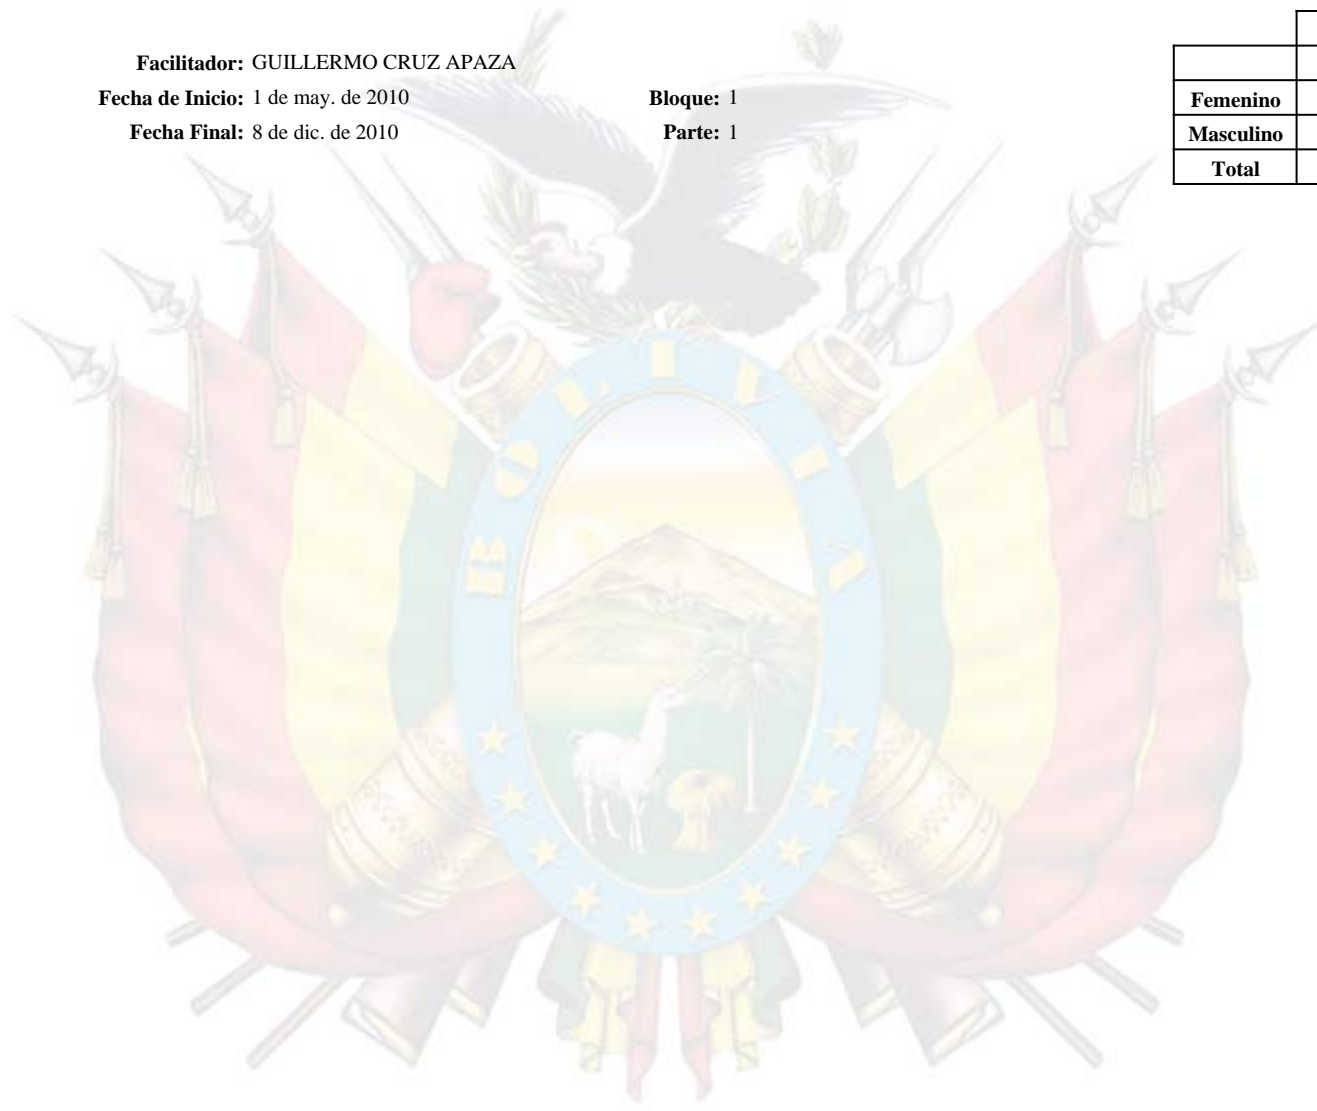 Facilitador: GUILLERMO CRUZ APAZA
Fecha de Inicio: 1 de may. de 2010
Bloque: 1
Fecha Final: 8 de dic. de 2010
Parte: 1
Femenino
Masculino
Total
BOLIVIA